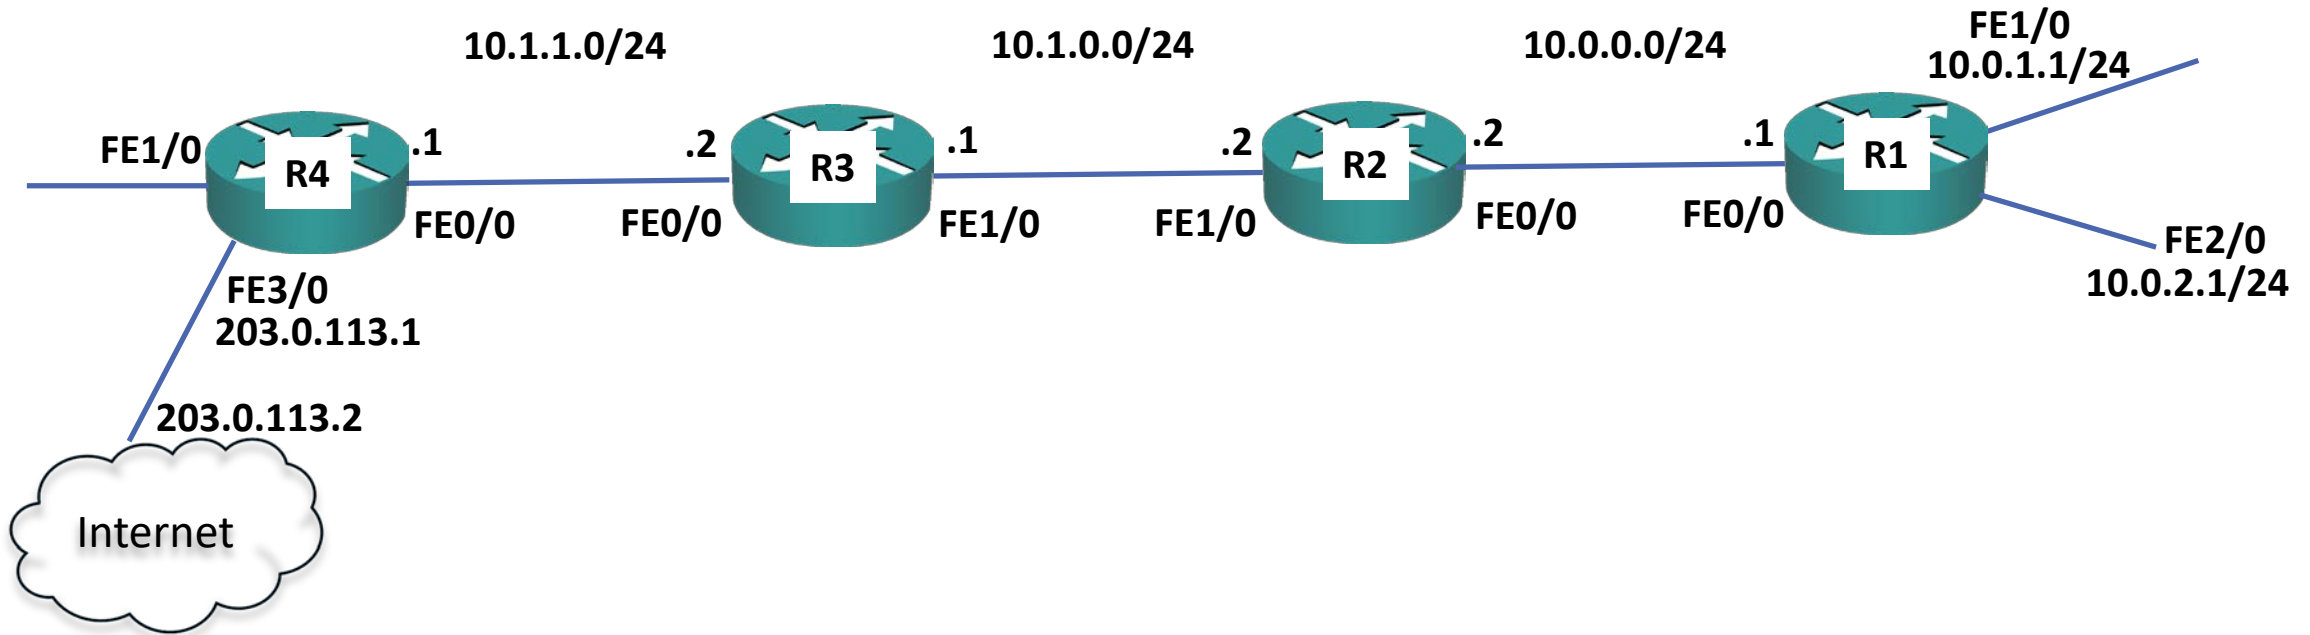 FE1/0
10.1.1.0/24
10.1.0.0/24
10.0.0.0/24
10.0.1.1/24
FE1/0
.1
.2
.1
.2
.2
.1
R4
R3
R2
R1
FE0/0
FE0/0
FE1/0
FE1/0
FE0/0
FE0/0
FE2/0
10.0.2.1/24
FE3/0
203.0.113.1
203.0.113.2
Internet